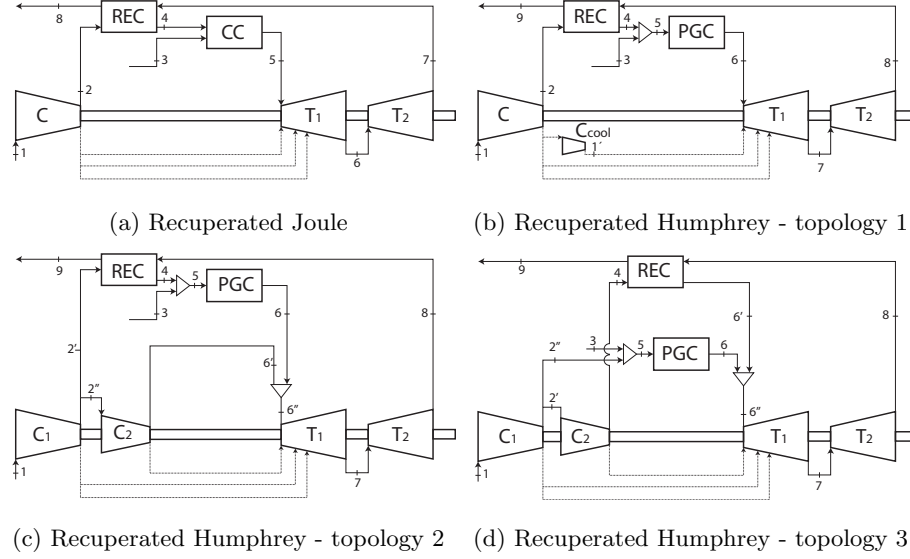 8
REC
4
CC
3
5
7
2
C
T1
T2
1
6
(a) Recuperated Joule
9
REC
4
5
PGC
3
6
8
2
C
Ccool
1'
T1
T2
1
7
(b) Recuperated Humphrey - topology 1
9
REC
4
5
PGC
3
6
8
2'
6'
2''
6''
C1
C2
T1
T2
1
7
(c) Recuperated Humphrey - topology 2
9
4
REC
6'
8
3
2''
5
PGC
6
2'
6''
C1
C2
T1
T2
1
7
(d) Recuperated Humphrey - topology 3